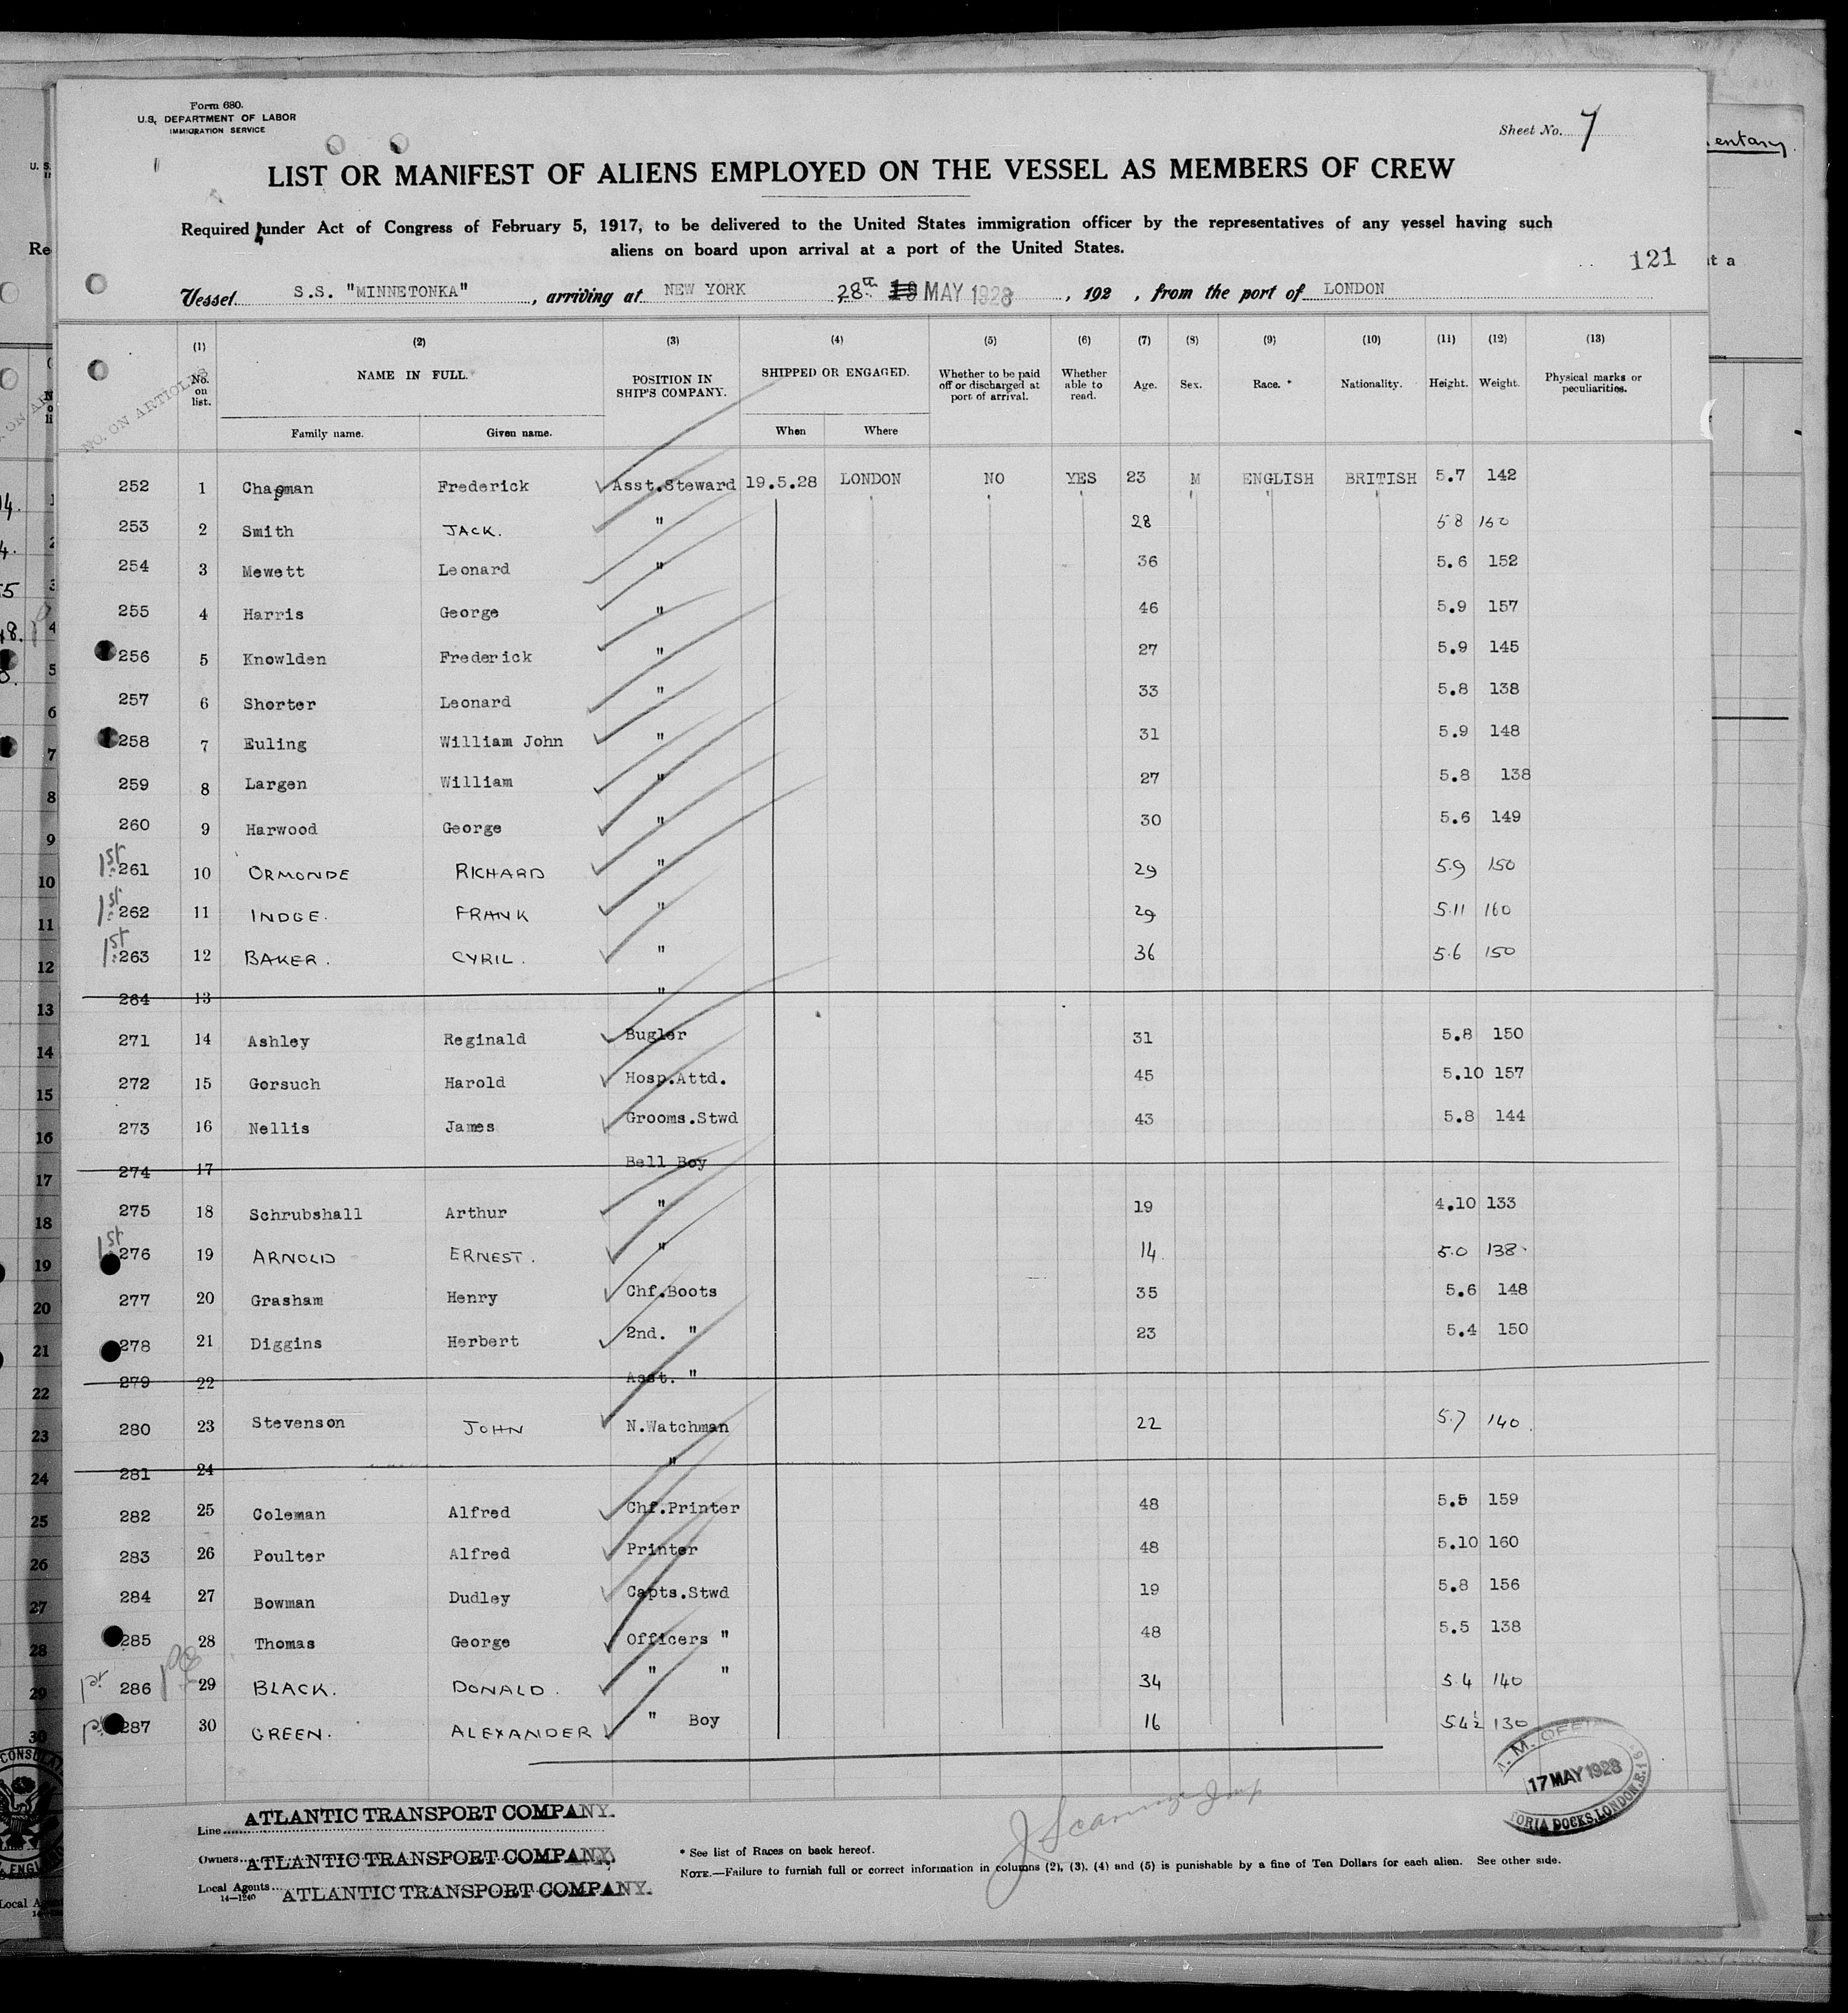 Form 680.
U.S. DEPARTMENT OF LABOR
IMMIGRATION SERVICE
Sheet No. 7
LIST OR MANIFEST OF ALIENS EMPLOYED ON THE VESSEL AS MEMBERS OF CREW
Required under Act of Congress of February 5, 1917, to be delivered to the United States immigration officer by the representatives of any vessel having such
aliens on board upon arrival at a port of the United States.
121
Vessel S.S. "MINNETONKA", arriving at NEW YORK 28th 19 MAY 1928, 192 , from the port of LONDON
NO. ON ARTICLES
(1) (2) (3) (4) (5) (6) (7) (8) (9) (10) (11) (12) (13)
No. on list. NAME IN FULL. POSITION IN SHIP'S COMPANY. SHIPPED OR ENGAGED. Whether to be paid off or discharged at port of arrival. Whether able to read. Age. Sex. Race. * Nationality. Height. Weight. Physical marks or peculiarities.
Family name. Given name. When Where
252 1 Chapman Frederick Asst.Steward 19.5.28 LONDON NO YES 23 M ENGLISH BRITISH 5.7 142
253 2 Smith JACK. " 28 5 8 160
254 3 Mewett Leonard " 36 5.6 152
255 4 Harris George " 46 5.9 157
256 5 Knowlden Frederick " 27 5.9 145
257 6 Shorter Leonard " 33 5.8 138
258 7 Euling William John " 31 5.9 148
259 8 Largen William " 27 5.8 138
260 9 Harwood George " 30 5.6 149
1st 261 10 ORMONDE RICHARD " 29 5.9 150
1st 262 11 INDGE. FRANK " 29 5.11 160
1st 263 12 BAKER. CYRIL. " 36 5.6 150
264 13 "
271 14 Ashley Reginald Bugler 31 5.8 150
272 15 Gorsuch Harold Hosp.Attd. 45 5.10 157
273 16 Nellis James Grooms.Stwd 43 5.8 144
274 17 Bell Boy
275 18 Schrubshall Arthur " 19 4.10 133
1st 276 19 ARNOLD ERNEST. " 14 5.0 138
277 20 Grasham Henry Chf.Boots 35 5.6 148
278 21 Diggins Herbert 2nd. " 23 5.4 150
279 22 Asst. "
280 23 Stevenson JOHN N.Watchman 22 5.7 140.
281 24 "
282 25 Coleman Alfred Chf.Printer 48 5.5 159
283 26 Poulter Alfred Printer 48 5.10 160
284 27 Bowman Dudley Capts.Stwd 19 5.8 156
285 28 Thomas George Officers " 48 5.5 138
286 29 BLACK. DONALD. " " 34 5.4 140
287 30 GREEN. ALEXANDER " Boy 16 5.4½ 130
17 MAY 1928
VICTORIA DOCKS, LONDON, E.16
Line ATLANTIC TRANSPORT COMPANY.
Owners ATLANTIC TRANSPORT COMPANY.
Local Agents ATLANTIC TRANSPORT COMPANY.
14—1240
* See list of Races on back hereof.
NOTE.—Failure to furnish full or correct information in columns (2), (3), (4) and (5) is punishable by a fine of Ten Dollars for each alien. See other side.